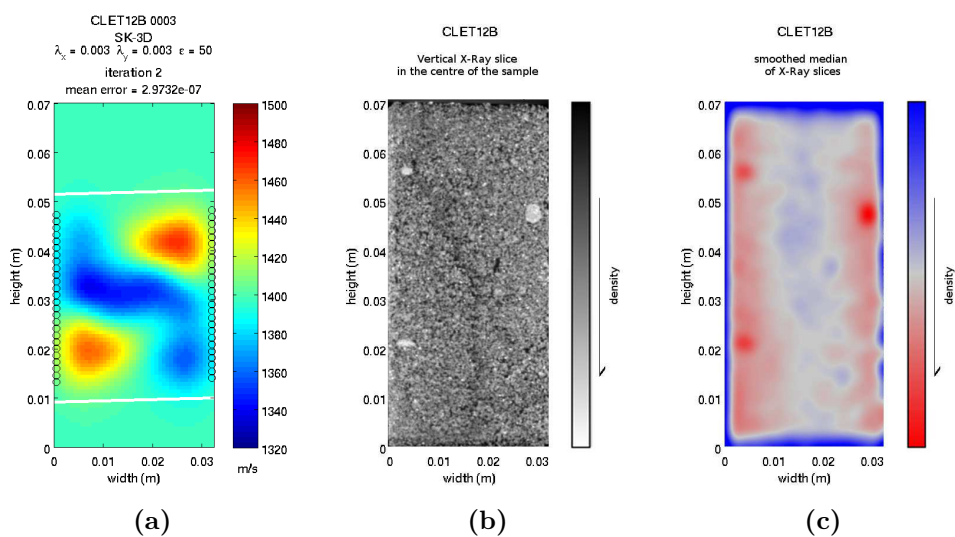 CLET12B 0003
SK-3D
λx = 0.003 λy = 0.003 ε = 50
iteration 2
mean error = 2.9732e-07
0.07
0.06
0.05
0.04
0.03
0.02
0.01
0
height (m)
0 0.01 0.02 0.03
width (m)
1500
1480
1460
1440
1420
1400
1380
1360
1340
1320
m/s
(a)
CLET12B
Vertical X-Ray slice
in the centre of the sample
0.07
0.06
0.05
0.04
0.03
0.02
0.01
0
height (m)
0 0.01 0.02 0.03
width (m)
density
(b)
CLET12B
smoothed median
of X-Ray slices
0.07
0.06
0.05
0.04
0.03
0.02
0.01
0
height (m)
0 0.01 0.02 0.03
width (m)
density
(c)